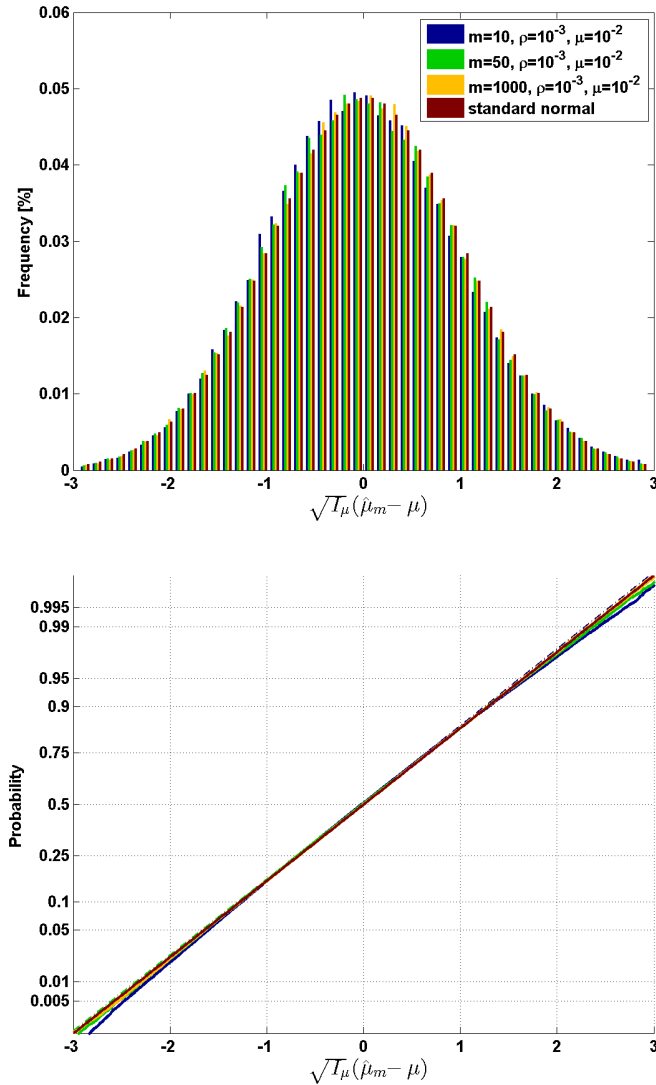 0.06
0.05
0.04
0.03
0.02
0.01
0
Frequency [%]
m=10, ρ=10⁻³, μ=10⁻²
m=50, ρ=10⁻³, μ=10⁻²
m=1000, ρ=10⁻³, μ=10⁻²
standard normal
-3 -2 -1 0 1 2 3
√I_μ(μ̂_m − μ)
0.995
0.99
0.95
0.9
0.75
0.5
0.25
0.1
0.05
0.01
0.005
Probability
-3 -2 -1 0 1 2 3
√I_μ(μ̂_m − μ)